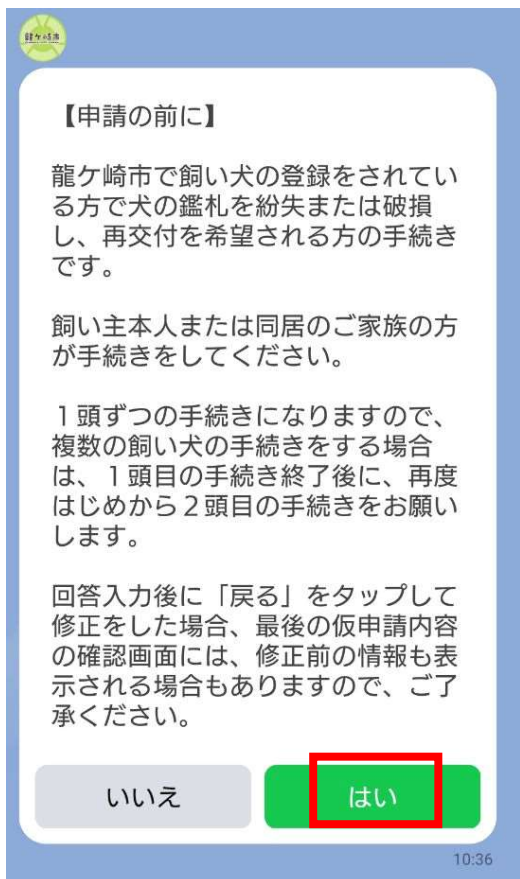 龍ケ崎市
【申請の前に】
龍ケ崎市で飼い犬の登録をされてい
る方で犬の鑑札を紛失または破損
し、再交付を希望される方の手続き
です。
飼い主本人または同居のご家族の方
が手続きをしてください。
１頭ずつの手続きになりますので、
複数の飼い犬の手続きをする場合
は、１頭目の手続き終了後に、再度
はじめから２頭目の手続きをお願い
します。
回答入力後に「戻る」をタップして
修正をした場合、最後の仮申請内容
の確認画面には、修正前の情報も表
示される場合もありますので、ご了
承ください。
いいえ
はい
10:36